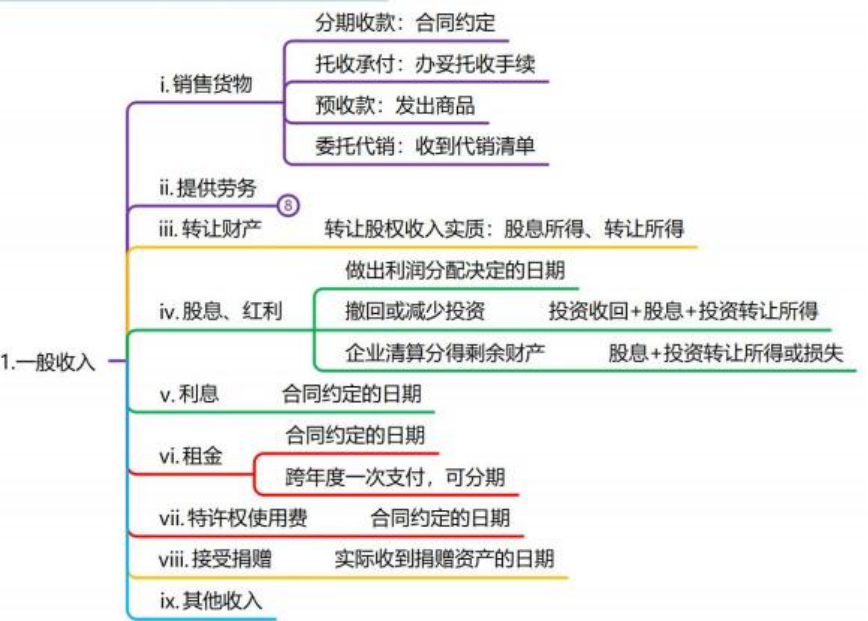 1.一般收入
i.销售货物
分期收款：合同约定
托收承付：办妥托收手续
预收款：发出商品
委托代销：收到代销清单
ii.提供劳务
8
iii.转让财产 转让股权收入实质：股息所得、转让所得
iv.股息、红利
做出利润分配决定的日期
撤回或减少投资 投资收回+股息+投资转让所得
企业清算分得剩余财产 股息+投资转让所得或损失
v.利息 合同约定的日期
vi.租金
合同约定的日期
跨年度一次支付，可分期
vii.特许权使用费 合同约定的日期
viii.接受捐赠 实际收到捐赠资产的日期
ix.其他收入